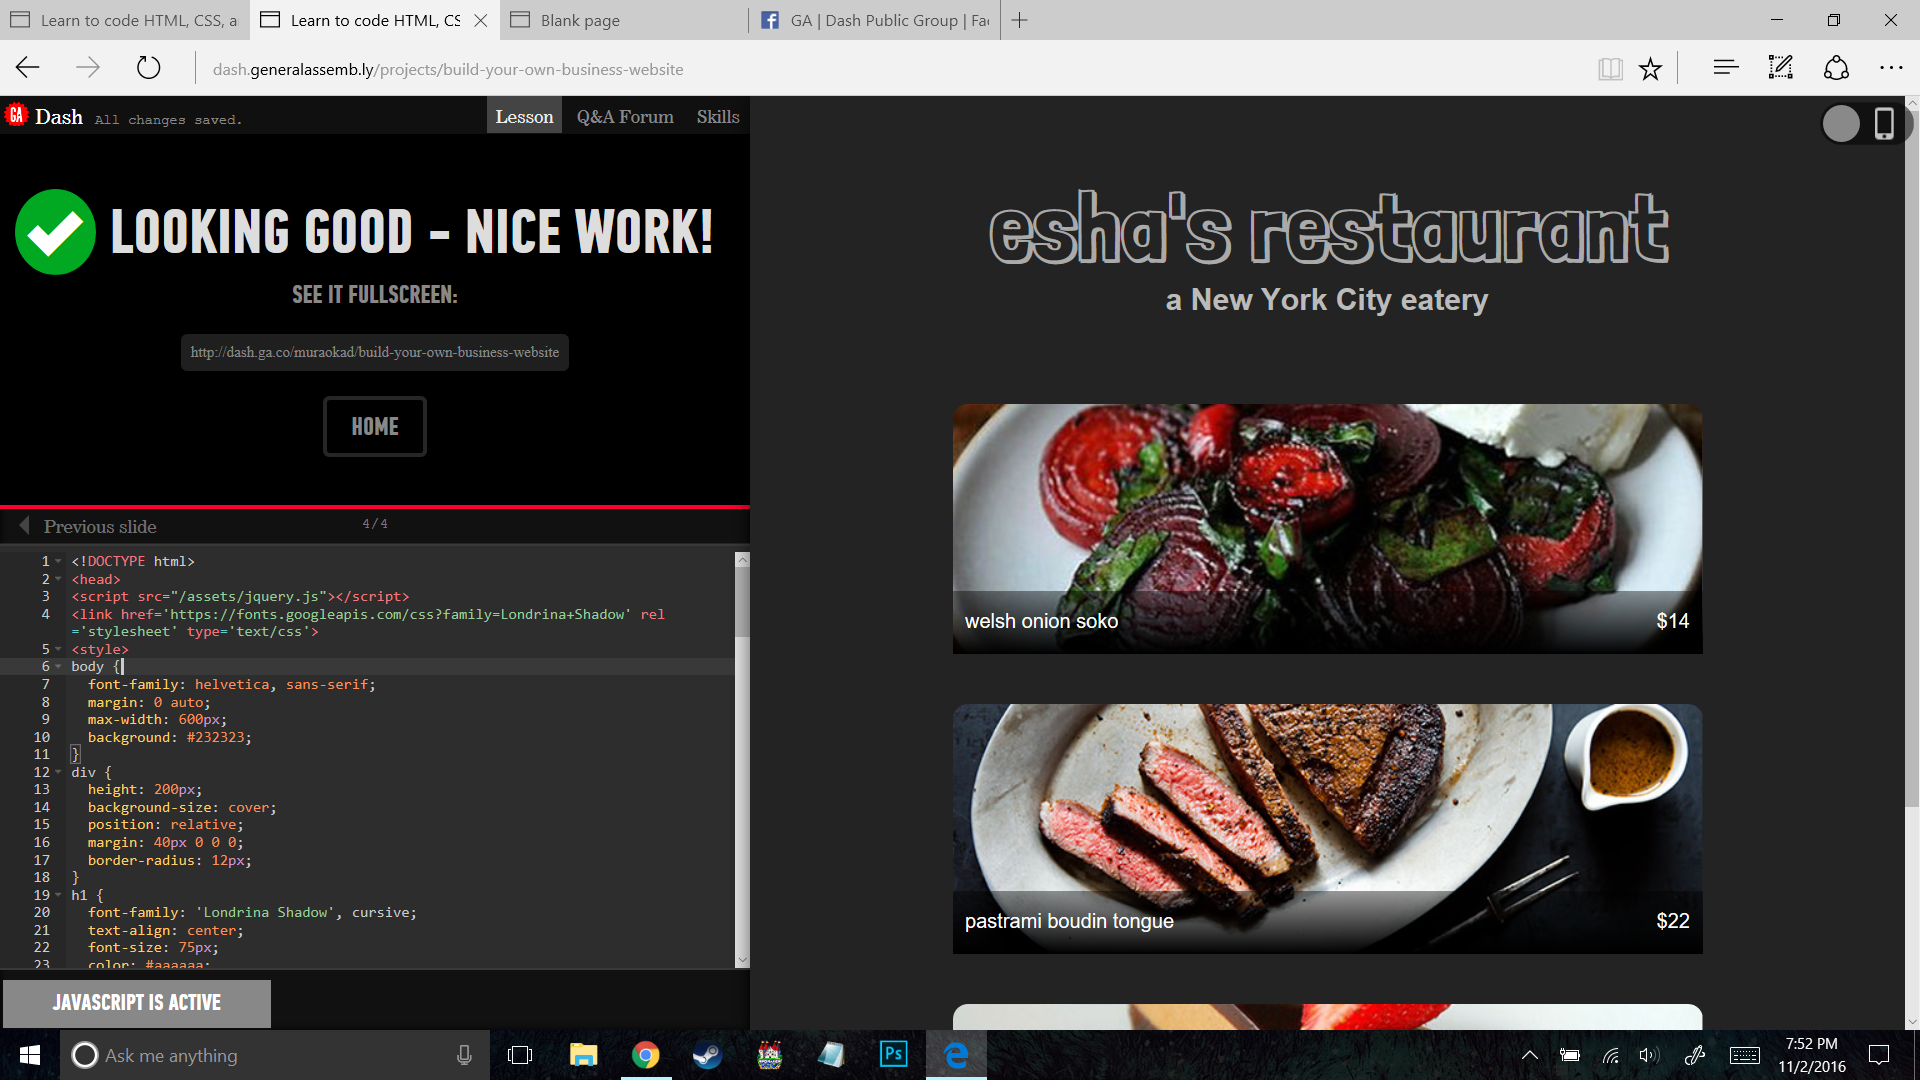 Learn to code HTML, CSS, a
Learn to code HTML, CS
Blank page
GA | Dash Public Group | Fac
dash.generalassemb.ly/projects/build-your-own-business-website
GA
Dash
All changes saved.
Lesson
Q&A Forum
Skills
LOOKING GOOD - NICE WORK!
SEE IT FULLSCREEN:
http://dash.ga.co/muraokad/build-your-own-business-website
HOME
Previous slide
4/4
1 <!DOCTYPE html>
2 <head>
3 <script src="/assets/jquery.js"></script>
4 <link href='https://fonts.googleapis.com/css?family=Londrina+Shadow' rel
='stylesheet' type='text/css'>
5 <style>
6 body {
7 font-family: helvetica, sans-serif;
8 margin: 0 auto;
9 max-width: 600px;
10 background: #232323;
11 }
12 div {
13 height: 200px;
14 background-size: cover;
15 position: relative;
16 margin: 40px 0 0 0;
17 border-radius: 12px;
18 }
19 h1 {
20 font-family: 'Londrina Shadow', cursive;
21 text-align: center;
22 font-size: 75px;
23 color: #aaaaaa;
JAVASCRIPT IS ACTIVE
esha's restaurant
a New York City eatery
welsh onion soko
$14
pastrami boudin tongue
$22
Ask me anything
Ps
7:52 PM
11/2/2016